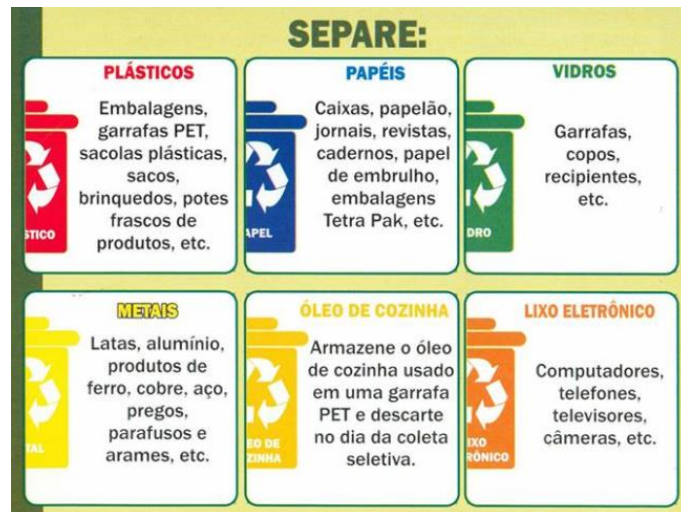 SEPARE:
PLÁSTICOS
Embalagens,
garrafas PET,
sacolas plásticas,
sacos,
brinquedos, potes
frascos de
produtos, etc.
STICO
PAPÉIS
Caixas, papelão,
jornais, revistas,
cadernos, papel
de embrulho,
embalagens
Tetra Pak, etc.
APEL
VIDROS
Garrafas,
copos,
recipientes,
etc.
DRO
METAIS
Latas, alumínio,
produtos de
ferro, cobre, aço,
pregos,
parafusos e
arames, etc.
TAL
ÓLEO DE COZINHA
Armazene o óleo
de cozinha usado
em uma garrafa
PET e descarte
no dia da coleta
seletiva.
EO DE
ZINHA
LIXO ELETRÔNICO
Computadores,
telefones,
televisores,
câmeras, etc.
IXO
RÔNICO